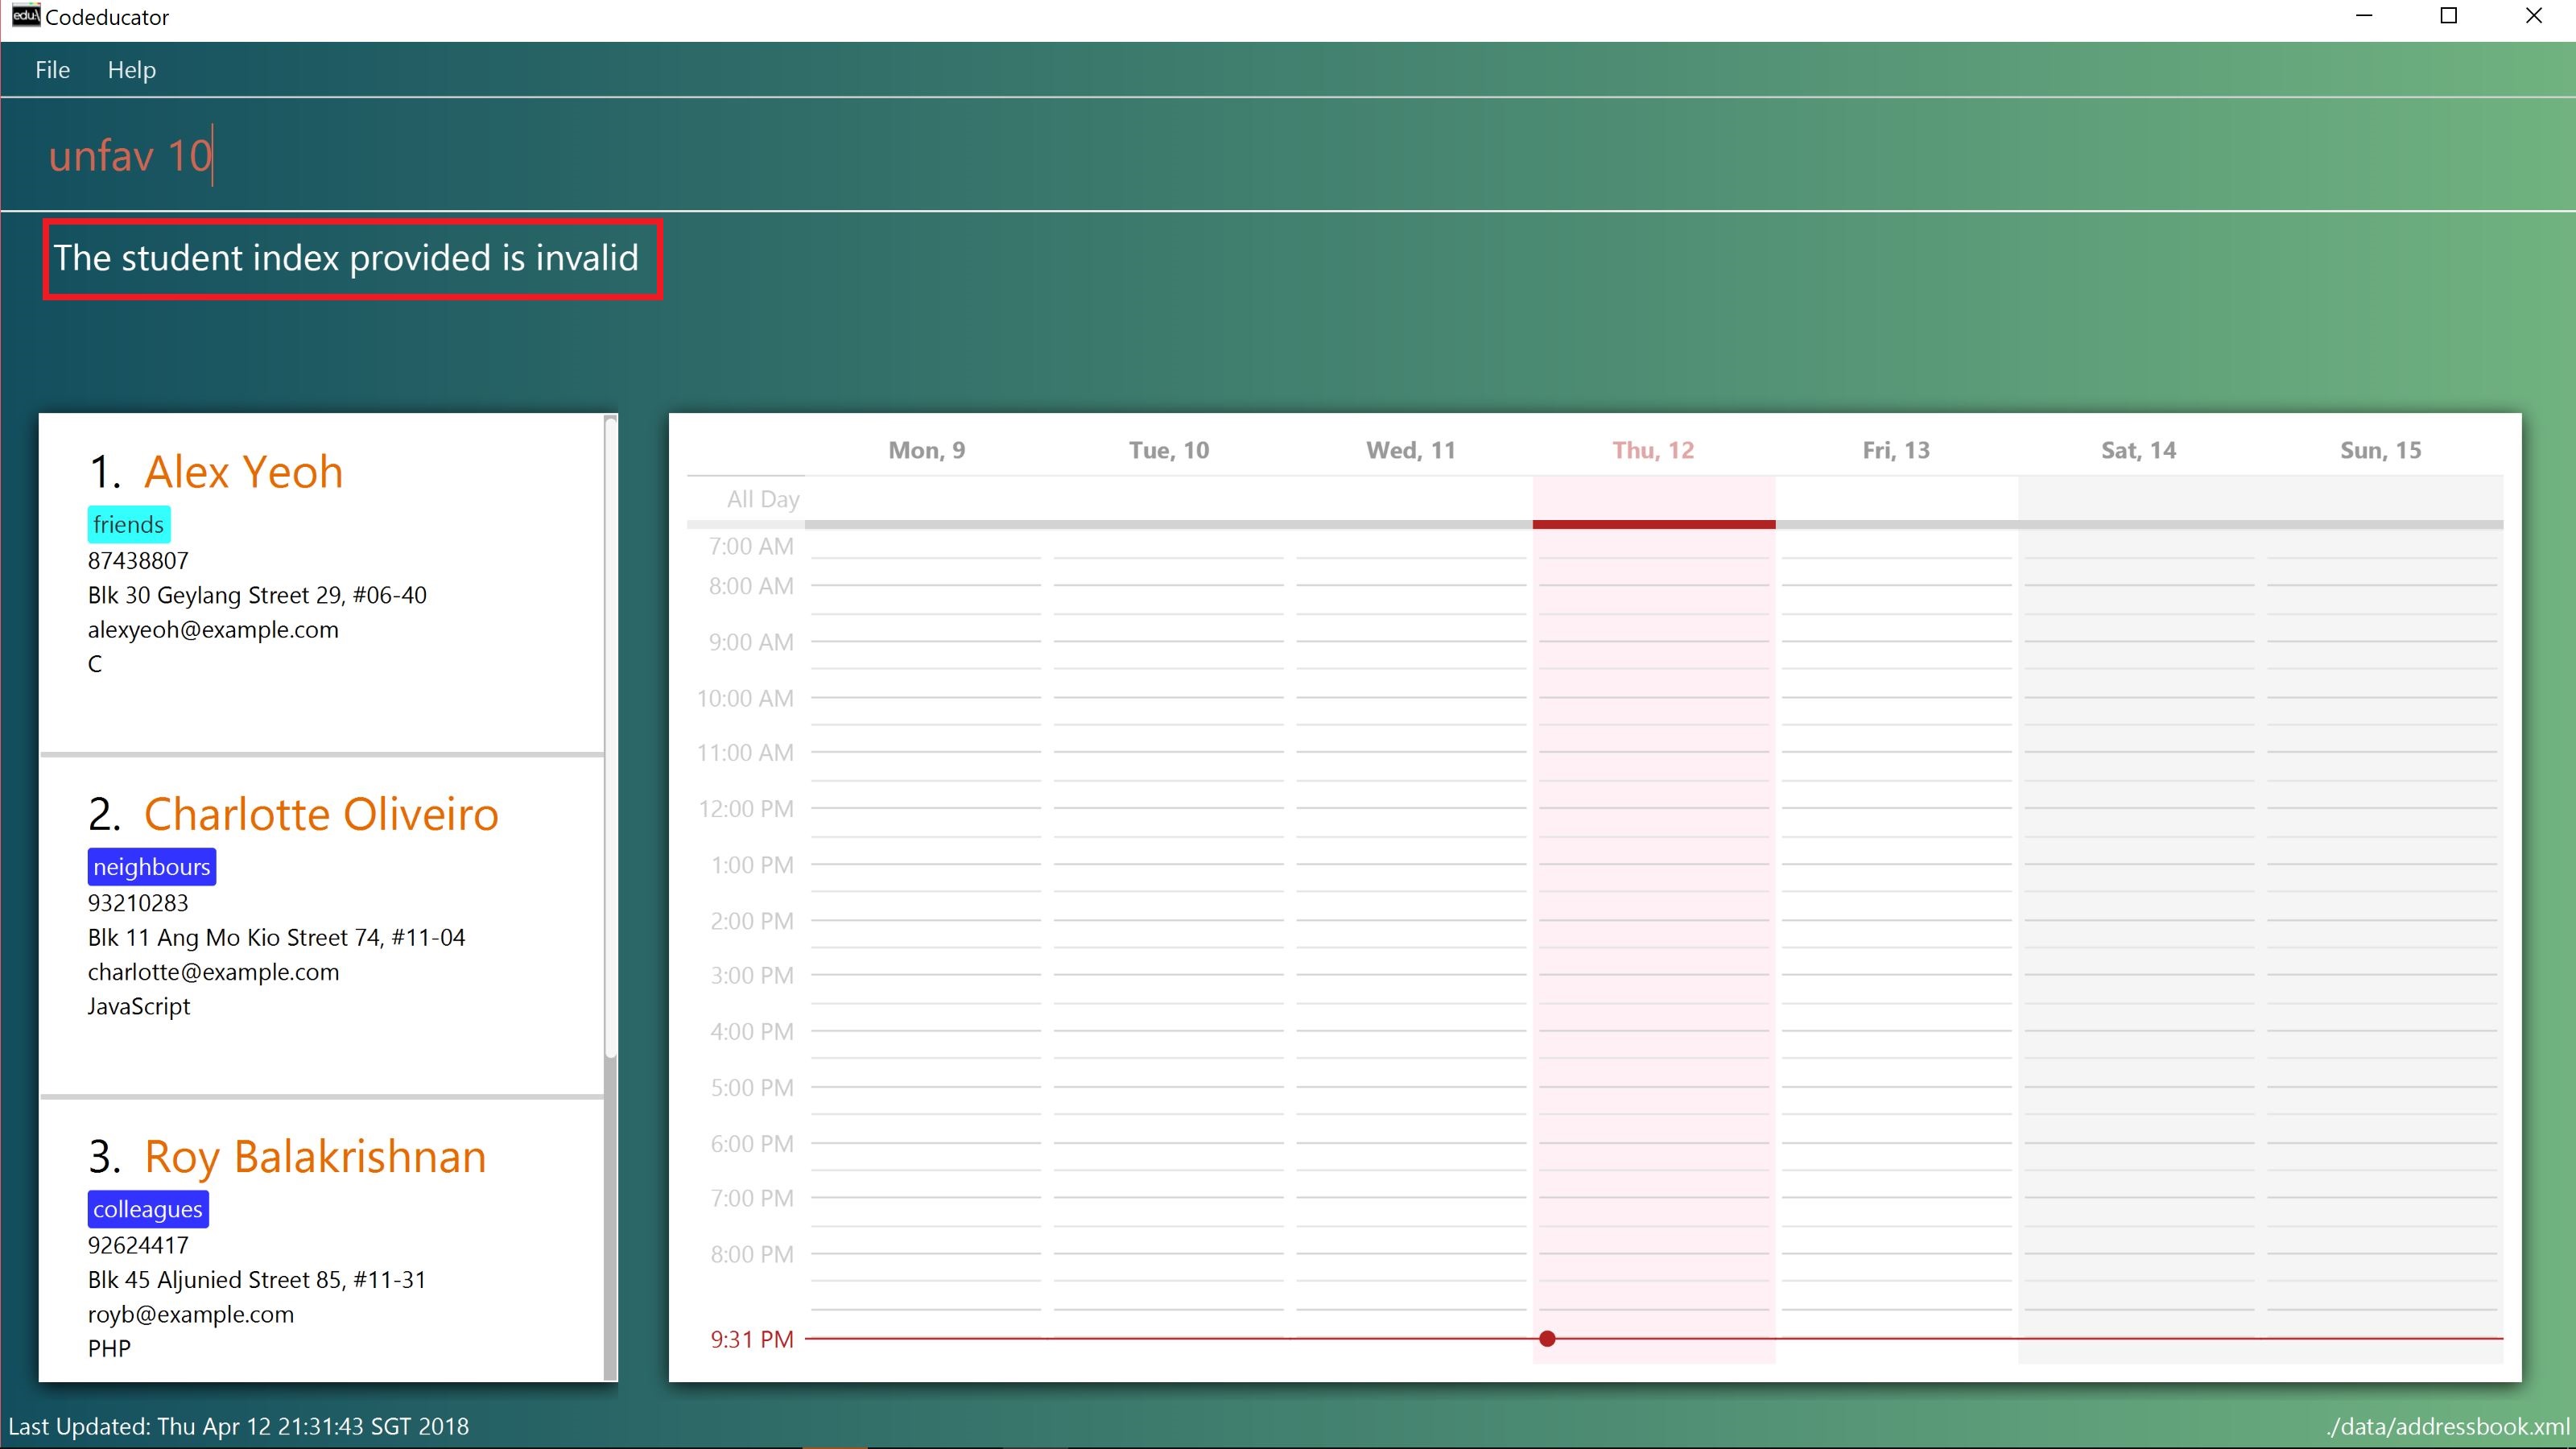 edu:\ Codeducator
File Help
unfav 10
The student index provided is invalid
1. Alex Yeoh
friends
87438807
Blk 30 Geylang Street 29, #06-40
alexyeoh@example.com
C
2. Charlotte Oliveiro
neighbours
93210283
Blk 11 Ang Mo Kio Street 74, #11-04
charlotte@example.com
JavaScript
3. Roy Balakrishnan
colleagues
92624417
Blk 45 Aljunied Street 85, #11-31
royb@example.com
PHP
Mon, 9 Tue, 10 Wed, 11 Thu, 12 Fri, 13 Sat, 14 Sun, 15
All Day
7:00 AM
8:00 AM
9:00 AM
10:00 AM
11:00 AM
12:00 PM
1:00 PM
2:00 PM
3:00 PM
4:00 PM
5:00 PM
6:00 PM
7:00 PM
8:00 PM
9:31 PM
Last Updated: Thu Apr 12 21:31:43 SGT 2018
./data/addressbook.xml